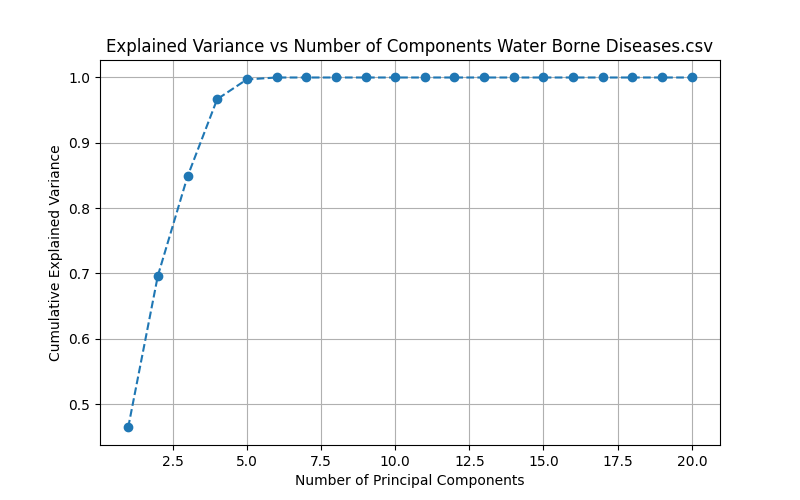 Explained Variance vs Number of Components Water Borne Diseases.csv
1.0
0.9
0.8
0.7
0.6
0.5
Cumulative Explained Variance
2.5 5.0 7.5 10.0 12.5 15.0 17.5 20.0
Number of Principal Components